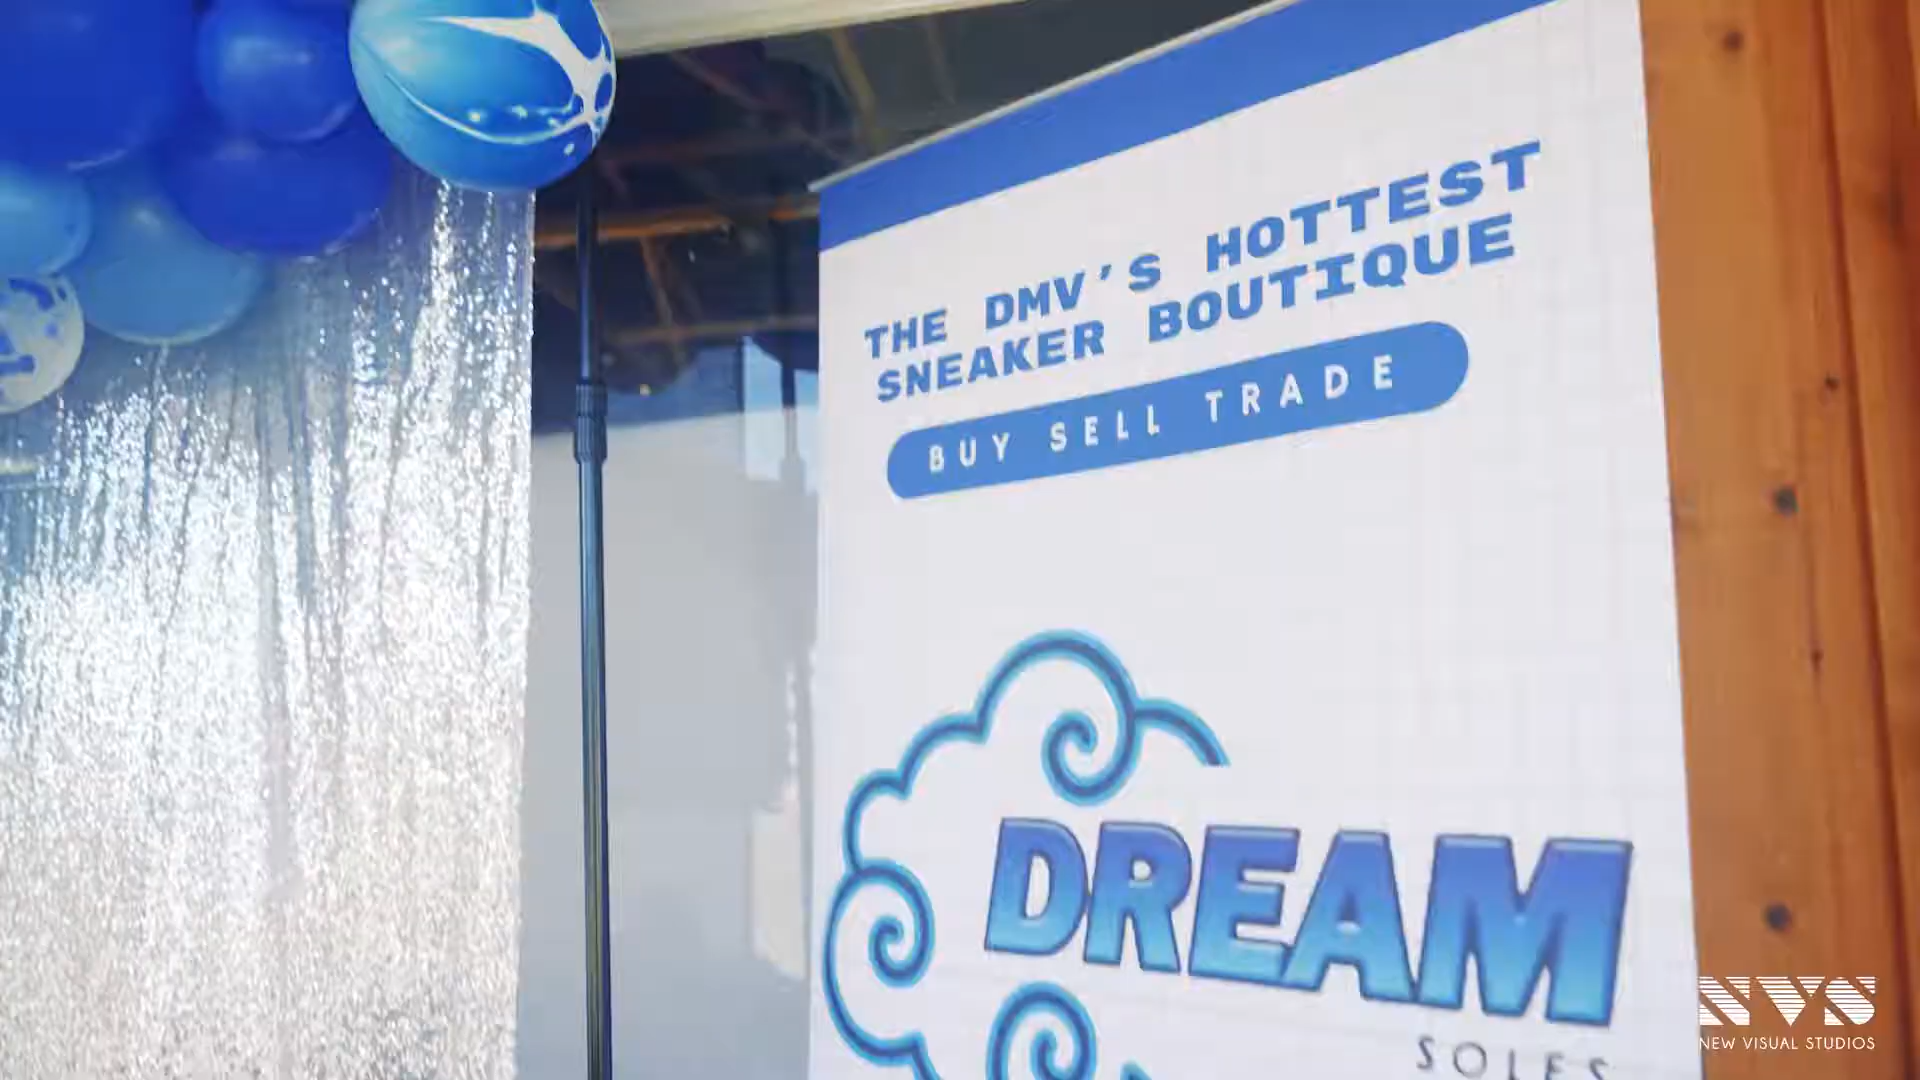 THE DMV'S HOTTEST
SNEAKER BOUTIQUE
BUY SELL TRADE
DREAM
SOLES
NVS
NEW VISUAL STUDIOS